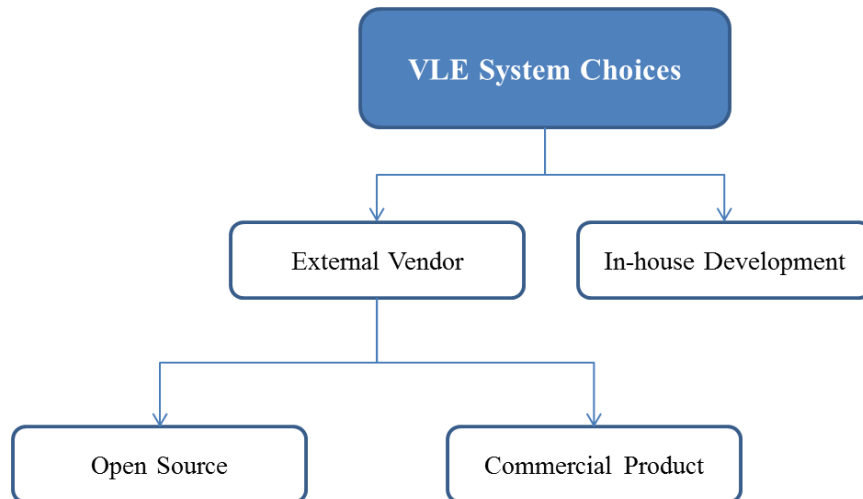 VLE System Choices
External Vendor
In-house Development
Open Source
Commercial Product